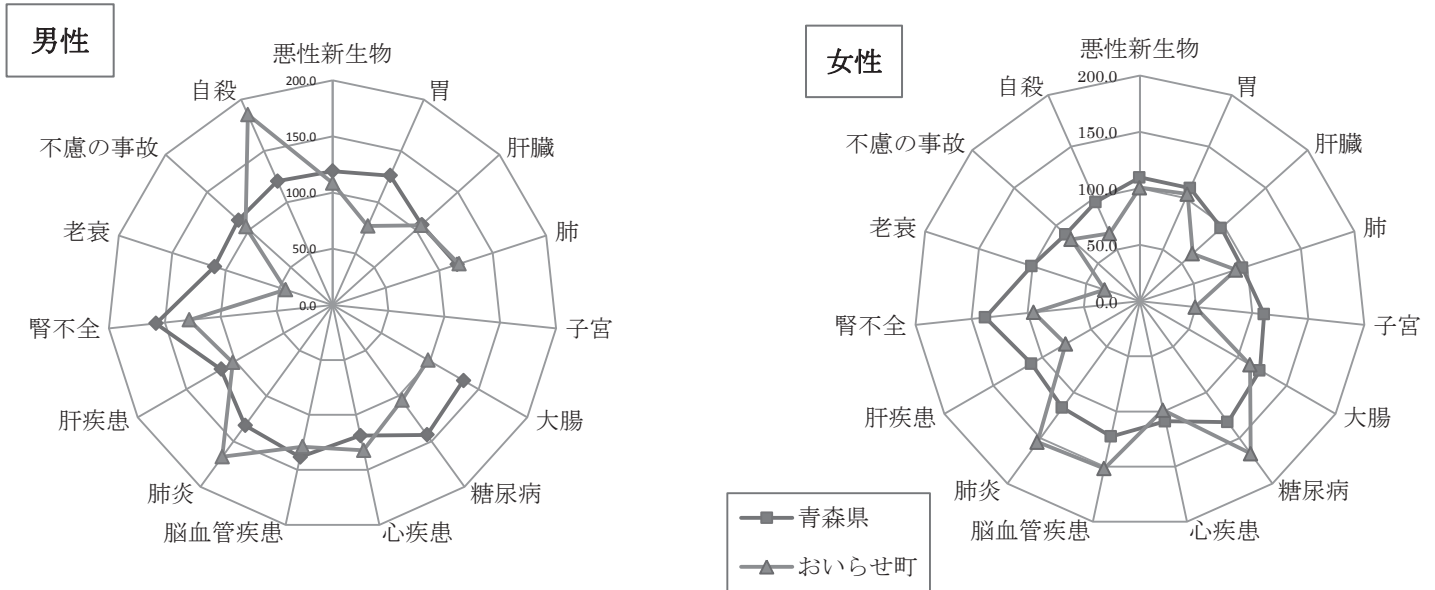 男性
悪性新生物
胃
肝臓
肺
子宮
大腸
糖尿病
心疾患
脳血管疾患
肺炎
肝疾患
腎不全
老衰
不慮の事故
自殺
200.0
150.0
100.0
50.0
0.0
女性
悪性新生物
胃
肝臓
肺
子宮
大腸
糖尿病
心疾患
脳血管疾患
肺炎
肝疾患
腎不全
老衰
不慮の事故
自殺
200.0
150.0
100.0
50.0
0.0
青森県
おいらせ町